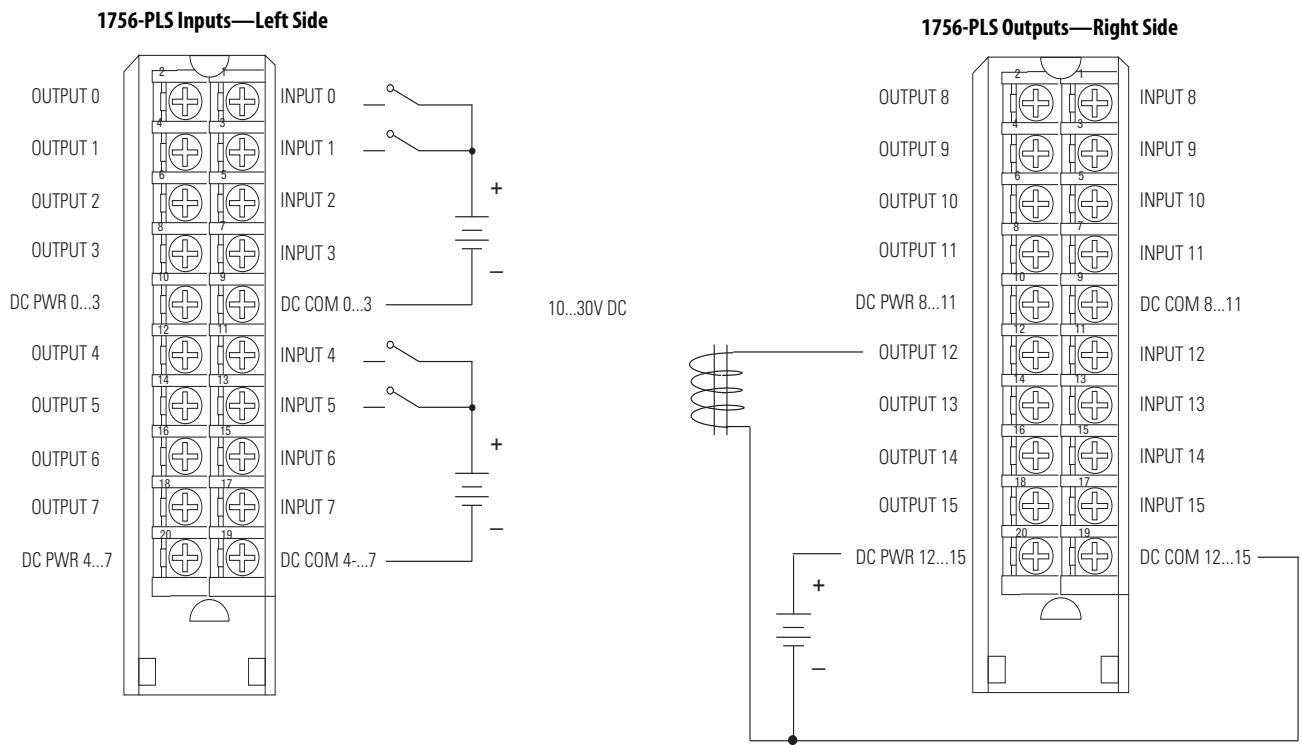 1756-PLS Inputs—Left Side
2 1
OUTPUT 0 INPUT 0
4 3
OUTPUT 1 INPUT 1
6 5
OUTPUT 2 INPUT 2
8 7
OUTPUT 3 INPUT 3
10 9
DC PWR 0...3 DC COM 0...3
12 11
OUTPUT 4 INPUT 4
14 13
OUTPUT 5 INPUT 5
16 15
OUTPUT 6 INPUT 6
18 17
OUTPUT 7 INPUT 7
20 19
DC PWR 4...7 DC COM 4-...7
+
–
+
–
10...30V DC
1756-PLS Outputs—Right Side
2 1
OUTPUT 8 INPUT 8
4 3
OUTPUT 9 INPUT 9
6 5
OUTPUT 10 INPUT 10
8 7
OUTPUT 11 INPUT 11
10 9
DC PWR 8...11 DC COM 8...11
12 11
OUTPUT 12 INPUT 12
14 13
OUTPUT 13 INPUT 13
16 15
OUTPUT 14 INPUT 14
18 17
OUTPUT 15 INPUT 15
20 19
DC PWR 12...15 DC COM 12...15
+
–